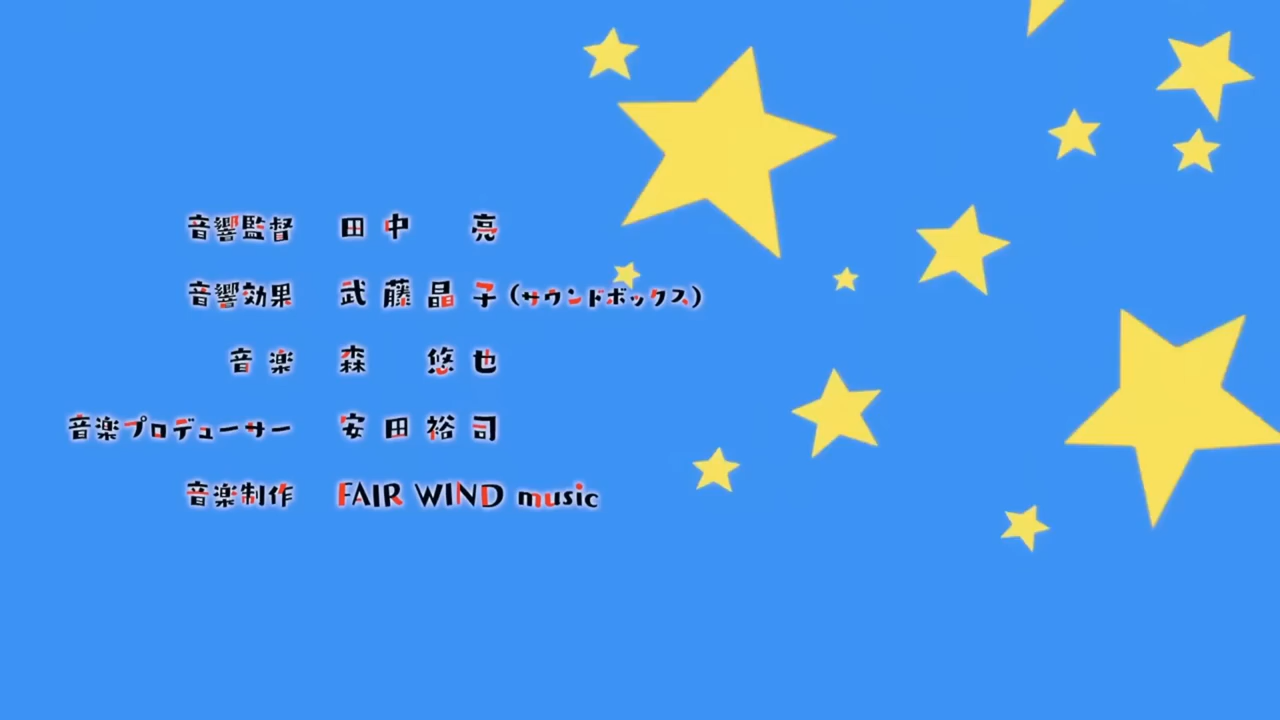 音響監督 田中 亮
音響効果 武藤晶子(サウンドボックス)
音楽 森 悠也
音楽プロデューサー 安田裕司
音楽制作 FAIR WIND music